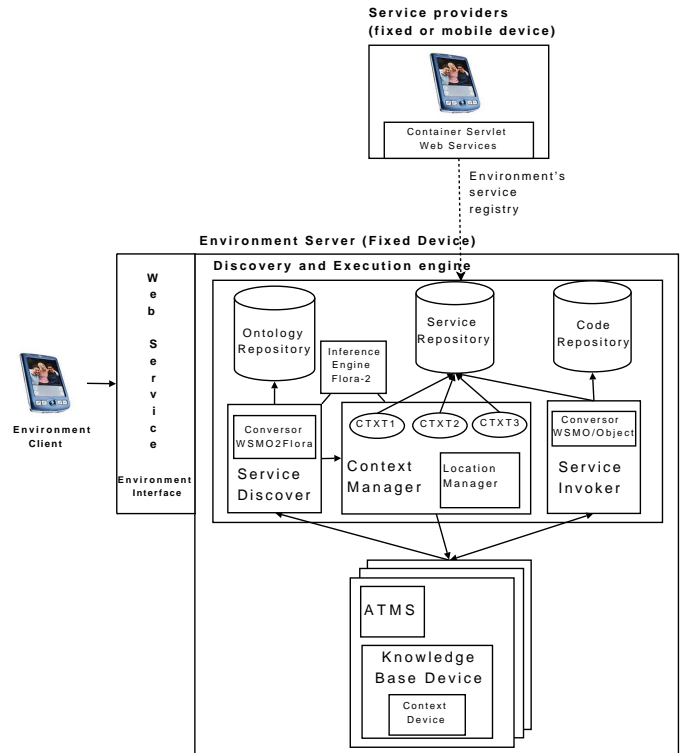 Service providers
(fixed or mobile device)
Container Servlet
Web Services
Environment's
service
registry
Environment Server (Fixed Device)
Discovery and Execution engine
Web Service
Environment
Interface
Environment
Client
Ontology
Repository
Service
Repository
Code
Repository
Inference
Engine
Flora-2
Conversor
WSMO2Flora
Service
Discover
CTXT1
CTXT2
CTXT3
Context
Manager
Location
Manager
Conversor
WSMO/Object
Service
Invoker
ATMS
Knowledge
Base Device
Context
Device